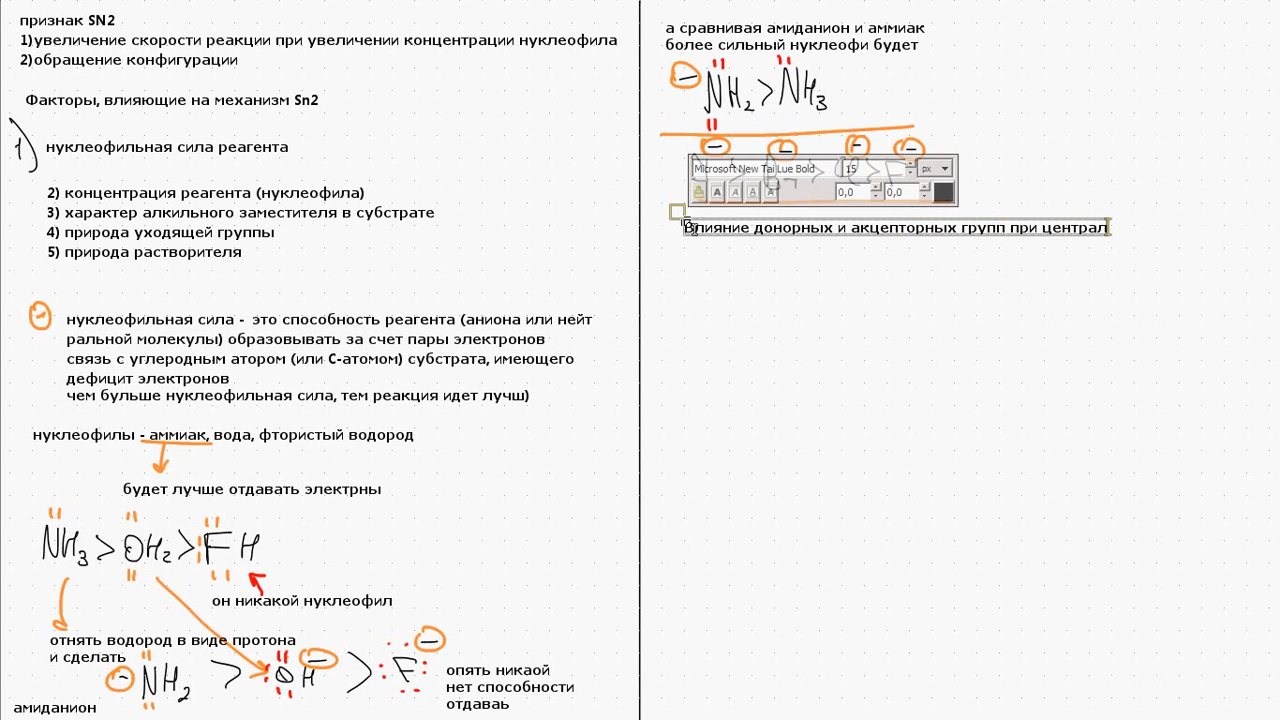 признак SN2
1)увеличение скорости реакции при увеличении концентрации нуклеофила
2)обращение конфигурации
Факторы, влияющие на механизм Sn2
1)
нуклеофильная сила реагента
2) концентрация реагента (нуклеофила)
3) характер алкильного заместителя в субстрате
4) природа уходящей группы
5) природа растворителя
нуклеофильная сила - это способность реагента (аниона или нейт
ральной молекулы) образовывать за счет пары электронов
связь с углеродным атором (или С-атомом) субстрата, имеющего
дефицит электронов
чем бульше нуклеофильная сила, тем реакция идет лучш)
нуклеофилы - аммиак, вода, фтористый водород
будет лучше отдавать электрны
NH3 > OH2 > FH
он никакой нуклеофил
отнять водород в виде протона
и сделать
NH2 > OH > F
амиданион
опять никаой
нет способности
отдаваь
а сравнивая амиданион и аммиак
более сильный нуклеофи будет
NH2 > NH3
Microsoft New Tai Lue Bold 15 px
A A A A 0,0 0,0
Влияние донорных и акцепторных групп при централ